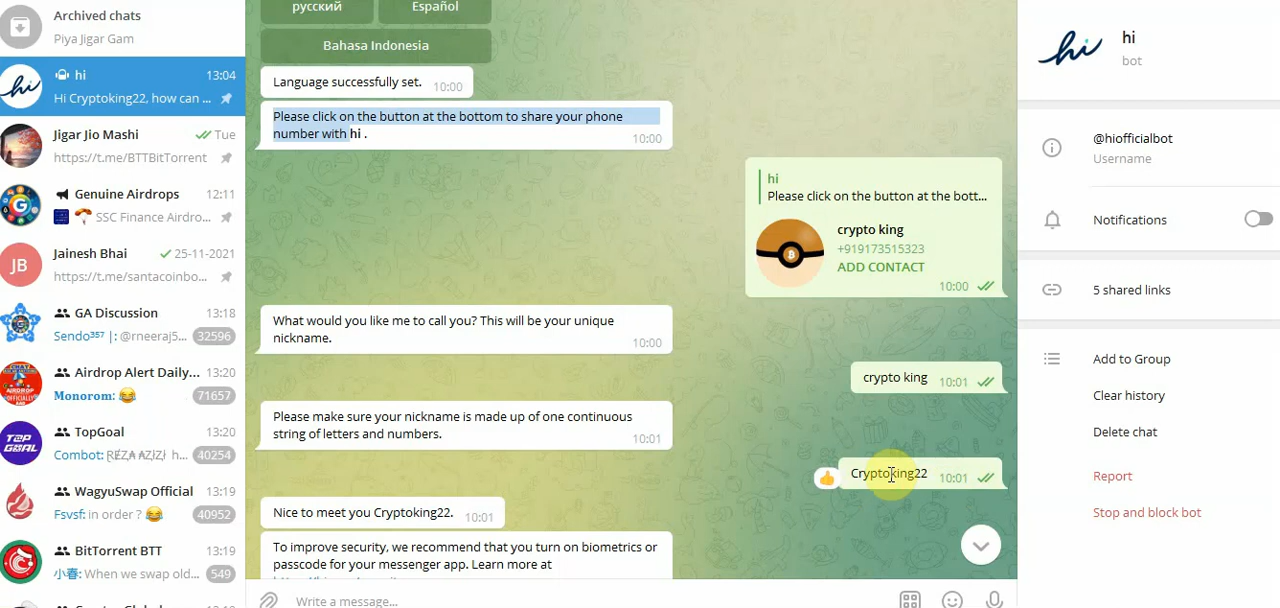 Archived chats
Piya Jigar Gam
hi 13:04
Hi Cryptoking22, how can ...
Jigar Jio Mashi Tue
https://t.me/BTTBitTorrent
Genuine Airdrops 12:11
SSC Finance Airdro...
Jainesh Bhai 25-11-2021
JB
https://t.me/santacoinbo...
GA Discussion 13:18
Sendo³⁵⁷ |: @rneeraj5... 32596
Airdrop Alert Daily... 13:20
Monorom: 😂 71657
TopGoal 13:20
TOP GOAL
Combot: 40254
WagyuSwap Official 13:19
Fsvsf: in order ? 😂 40952
BitTorrent BTT 13:19
小春: When we swap old... 549
русский
Español
Bahasa Indonesia
Language successfully set. 10:00
Please click on the button at the bottom to share your phone
number with hi . 10:00
hi
Please click on the button at the bott...
crypto king
+919173515323
ADD CONTACT
10:00
What would you like me to call you? This will be your unique
nickname. 10:00
crypto king 10:01
Please make sure your nickname is made up of one continuous
string of letters and numbers. 10:01
👍 Cryptoking22 10:01
Nice to meet you Cryptoking22. 10:01
To improve security, we recommend that you turn on biometrics or
passcode for your messenger app. Learn more at
Write a message...
hi
hi
bot
@hiofficialbot
Username
Notifications
5 shared links
Add to Group
Clear history
Delete chat
Report
Stop and block bot